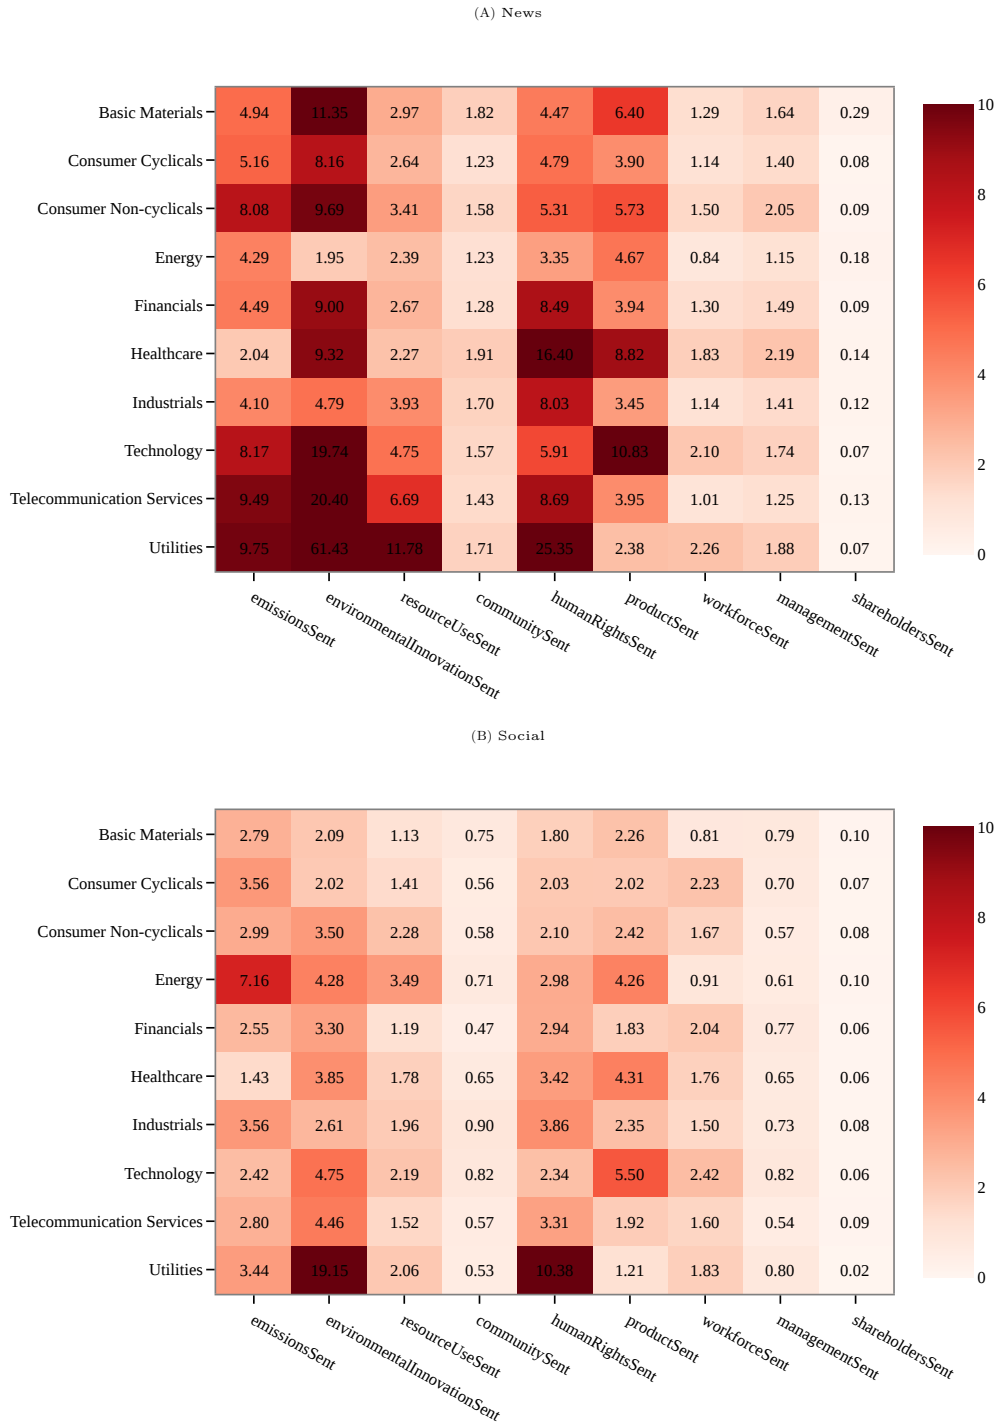 (A) News
Basic Materials 4.94 11.35 2.97 1.82 4.47 6.40 1.29 1.64 0.29
Consumer Cyclicals 5.16 8.16 2.64 1.23 4.79 3.90 1.14 1.40 0.08
Consumer Non-cyclicals 8.08 9.69 3.41 1.58 5.31 5.73 1.50 2.05 0.09
Energy 4.29 1.95 2.39 1.23 3.35 4.67 0.84 1.15 0.18
Financials 4.49 9.00 2.67 1.28 8.49 3.94 1.30 1.49 0.09
Healthcare 2.04 9.32 2.27 1.91 16.40 8.82 1.83 2.19 0.14
Industrials 4.10 4.79 3.93 1.70 8.03 3.45 1.14 1.41 0.12
Technology 8.17 19.74 4.75 1.57 5.91 10.83 2.10 1.74 0.07
Telecommunication Services 9.49 20.40 6.69 1.43 8.69 3.95 1.01 1.25 0.13
Utilities 9.75 61.43 11.78 1.71 25.35 2.38 2.26 1.88 0.07
emissionsSent environmentalInnovationSent resourceUseSent communitySent humanRightsSent productSent workforceSent managementSent shareholdersSent
10
8
6
4
2
0
(B) Social
Basic Materials 2.79 2.09 1.13 0.75 1.80 2.26 0.81 0.79 0.10
Consumer Cyclicals 3.56 2.02 1.41 0.56 2.03 2.02 2.23 0.70 0.07
Consumer Non-cyclicals 2.99 3.50 2.28 0.58 2.10 2.42 1.67 0.57 0.08
Energy 7.16 4.28 3.49 0.71 2.98 4.26 0.91 0.61 0.10
Financials 2.55 3.30 1.19 0.47 2.94 1.83 2.04 0.77 0.06
Healthcare 1.43 3.85 1.78 0.65 3.42 4.31 1.76 0.65 0.06
Industrials 3.56 2.61 1.96 0.90 3.86 2.35 1.50 0.73 0.08
Technology 2.42 4.75 2.19 0.82 2.34 5.50 2.42 0.82 0.06
Telecommunication Services 2.80 4.46 1.52 0.57 3.31 1.92 1.60 0.54 0.09
Utilities 3.44 19.15 2.06 0.53 10.38 1.21 1.83 0.80 0.02
emissionsSent environmentalInnovationSent resourceUseSent communitySent humanRightsSent productSent workforceSent managementSent shareholdersSent
10
8
6
4
2
0